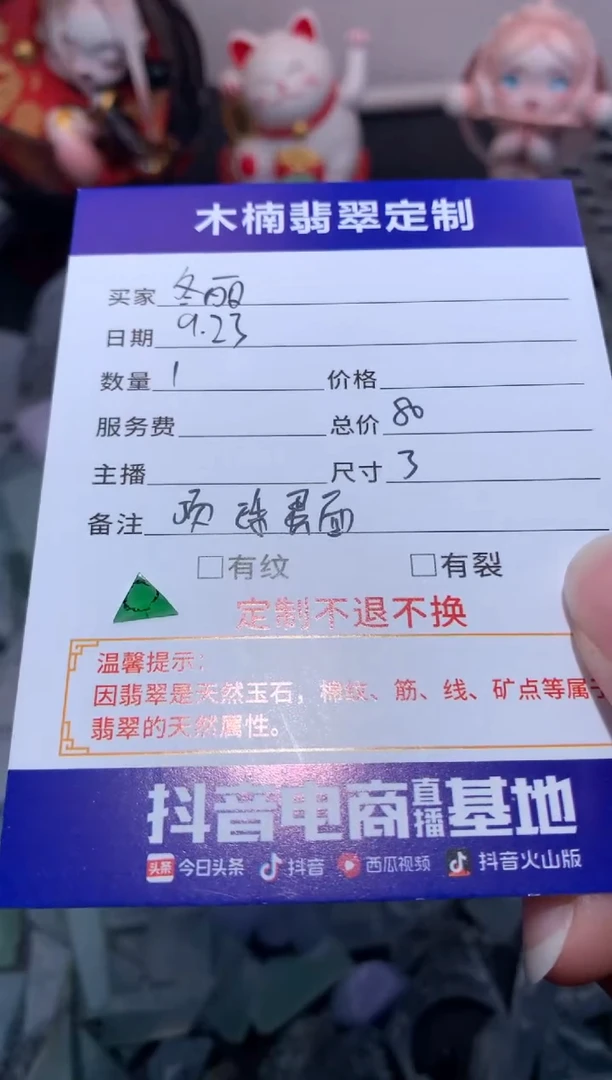 木楠翡翠定制
买家 冬丽
日期 9.23
数量 1 价格
服务费 总价 80
主播 尺寸 3
备注 项 蛋面
□有纹 □有裂
定制不退不换
温馨提示:
因翡翠是天然玉石，棉纹、筋、线、矿点等属于
翡翠的天然属性。
抖音电商直播基地
头条 今日头条 抖音 西瓜视频 抖音火山版